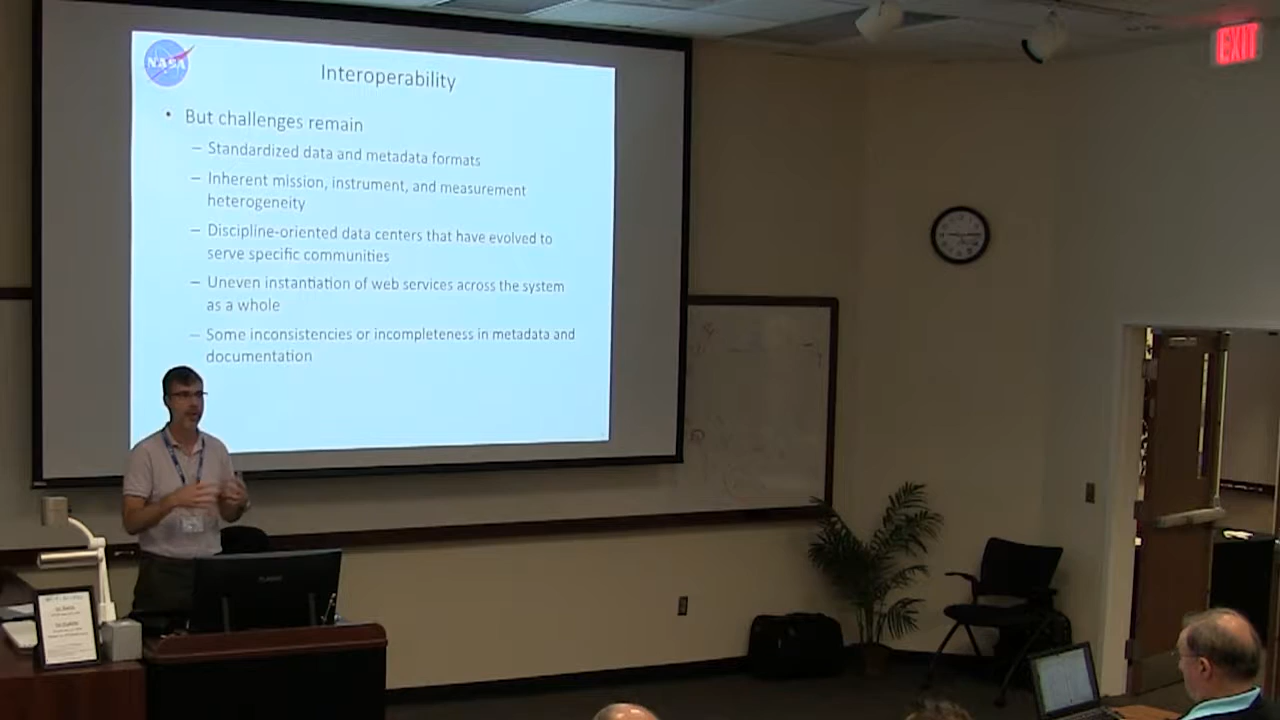 NASA
Interoperability
• But challenges remain
– Standardized data and metadata formats
– Inherent mission, instrument, and measurement
heterogeneity
– Discipline-oriented data centers that have evolved to
serve specific communities
– Uneven instantiation of web services across the system
as a whole
– Some inconsistencies or incompleteness in metadata and
documentation
EXIT